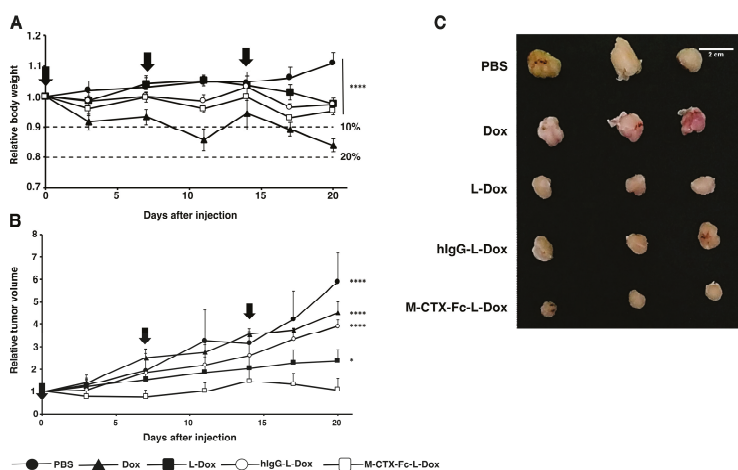 A
Relative body weight
1.2
1.1
1.0
0.9
0.8
0.7
****
10%
20%
0 5 10 15 20
Days after injection
B
Relative tumor volume
8
7
6
5
4
3
2
1
0
****
****
****
*
0 5 10 15 20
Days after injection
PBS Dox L-Dox hIgG-L-Dox M-CTX-Fc-L-Dox
C
PBS
2 cm
Dox
L-Dox
hIgG-L-Dox
M-CTX-Fc-L-Dox